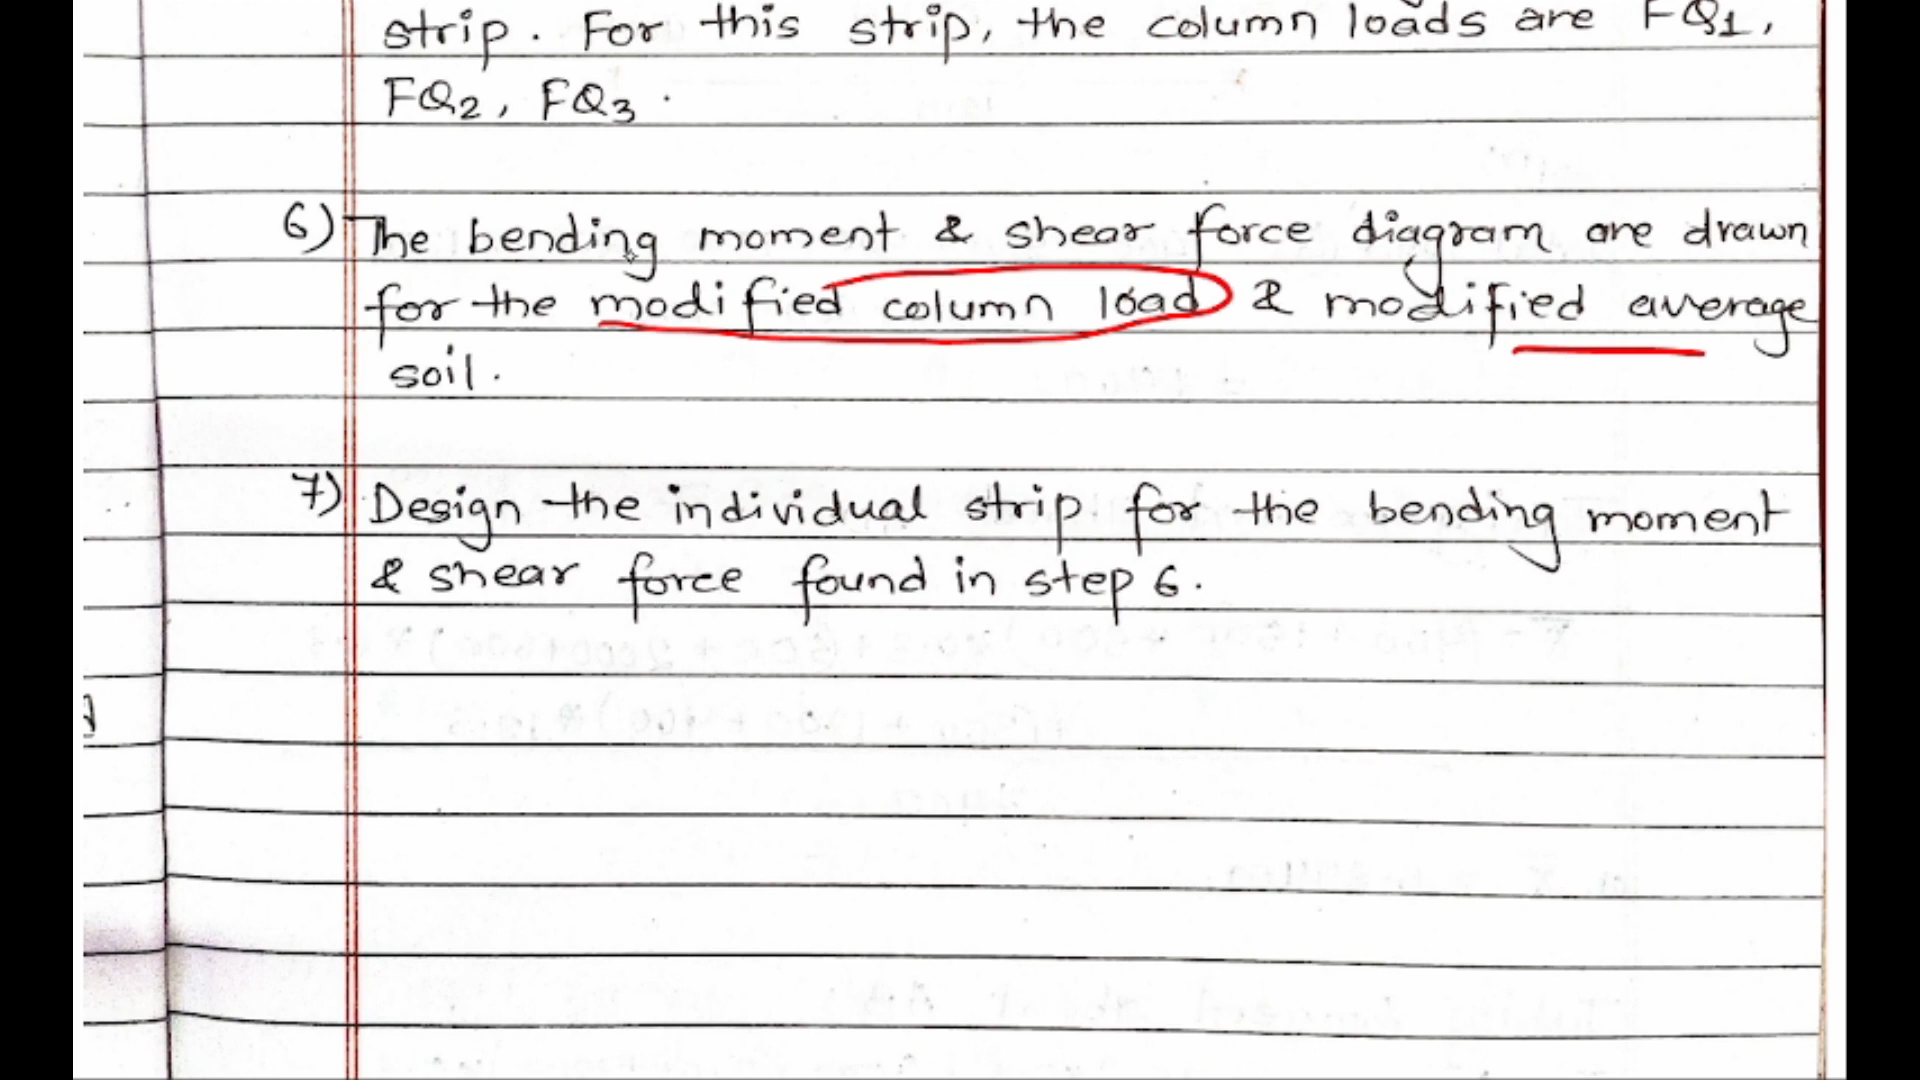 strip. For this strip, the column loads are FQ1,
FQ2, FQ3.
6) The bending moment & shear force diagram are drawn
for the modified column load & modified average
soil.
7) Design the individual strip for the bending moment
& shear force found in step 6.